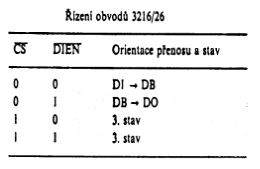 Řízení obvodů 3216/26
CS DIEN Orientace přenosu a stav
0 0 DI → DB
0 1 DB → DO
1 0 3. stav
1 1 3. stav